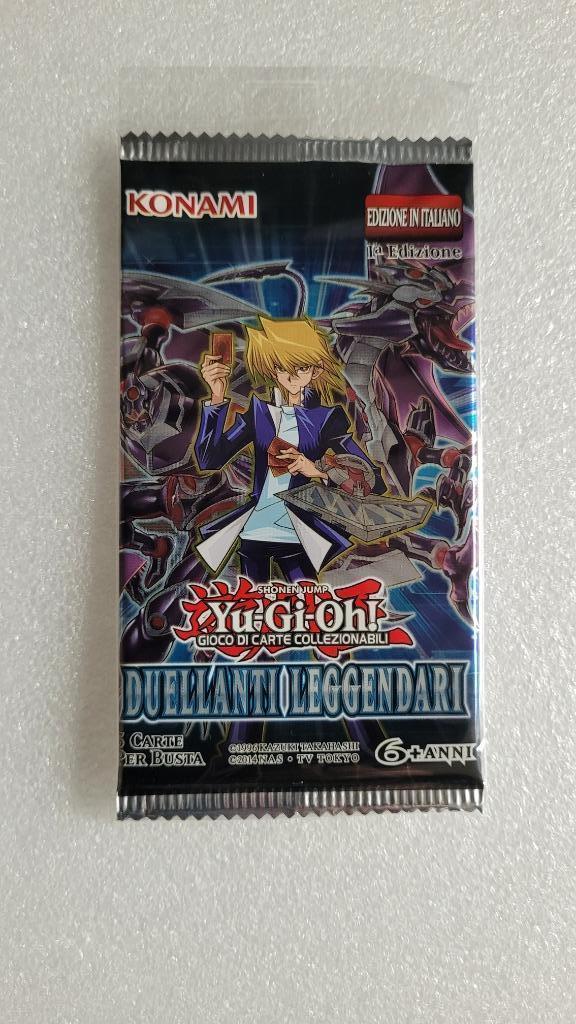 KONAMI
EDIZIONE IN ITALIANO
1ª Edizione
SHONEN JUMP
Yu-Gi-Oh!
GIOCO DI CARTE COLLEZIONABILI
DUELLANTI LEGGENDARI
5 CARTE
PER BUSTA
©1996 KAZUKI TAKAHASHI
©2014 NAS • TV TOKYO
6+ANNI